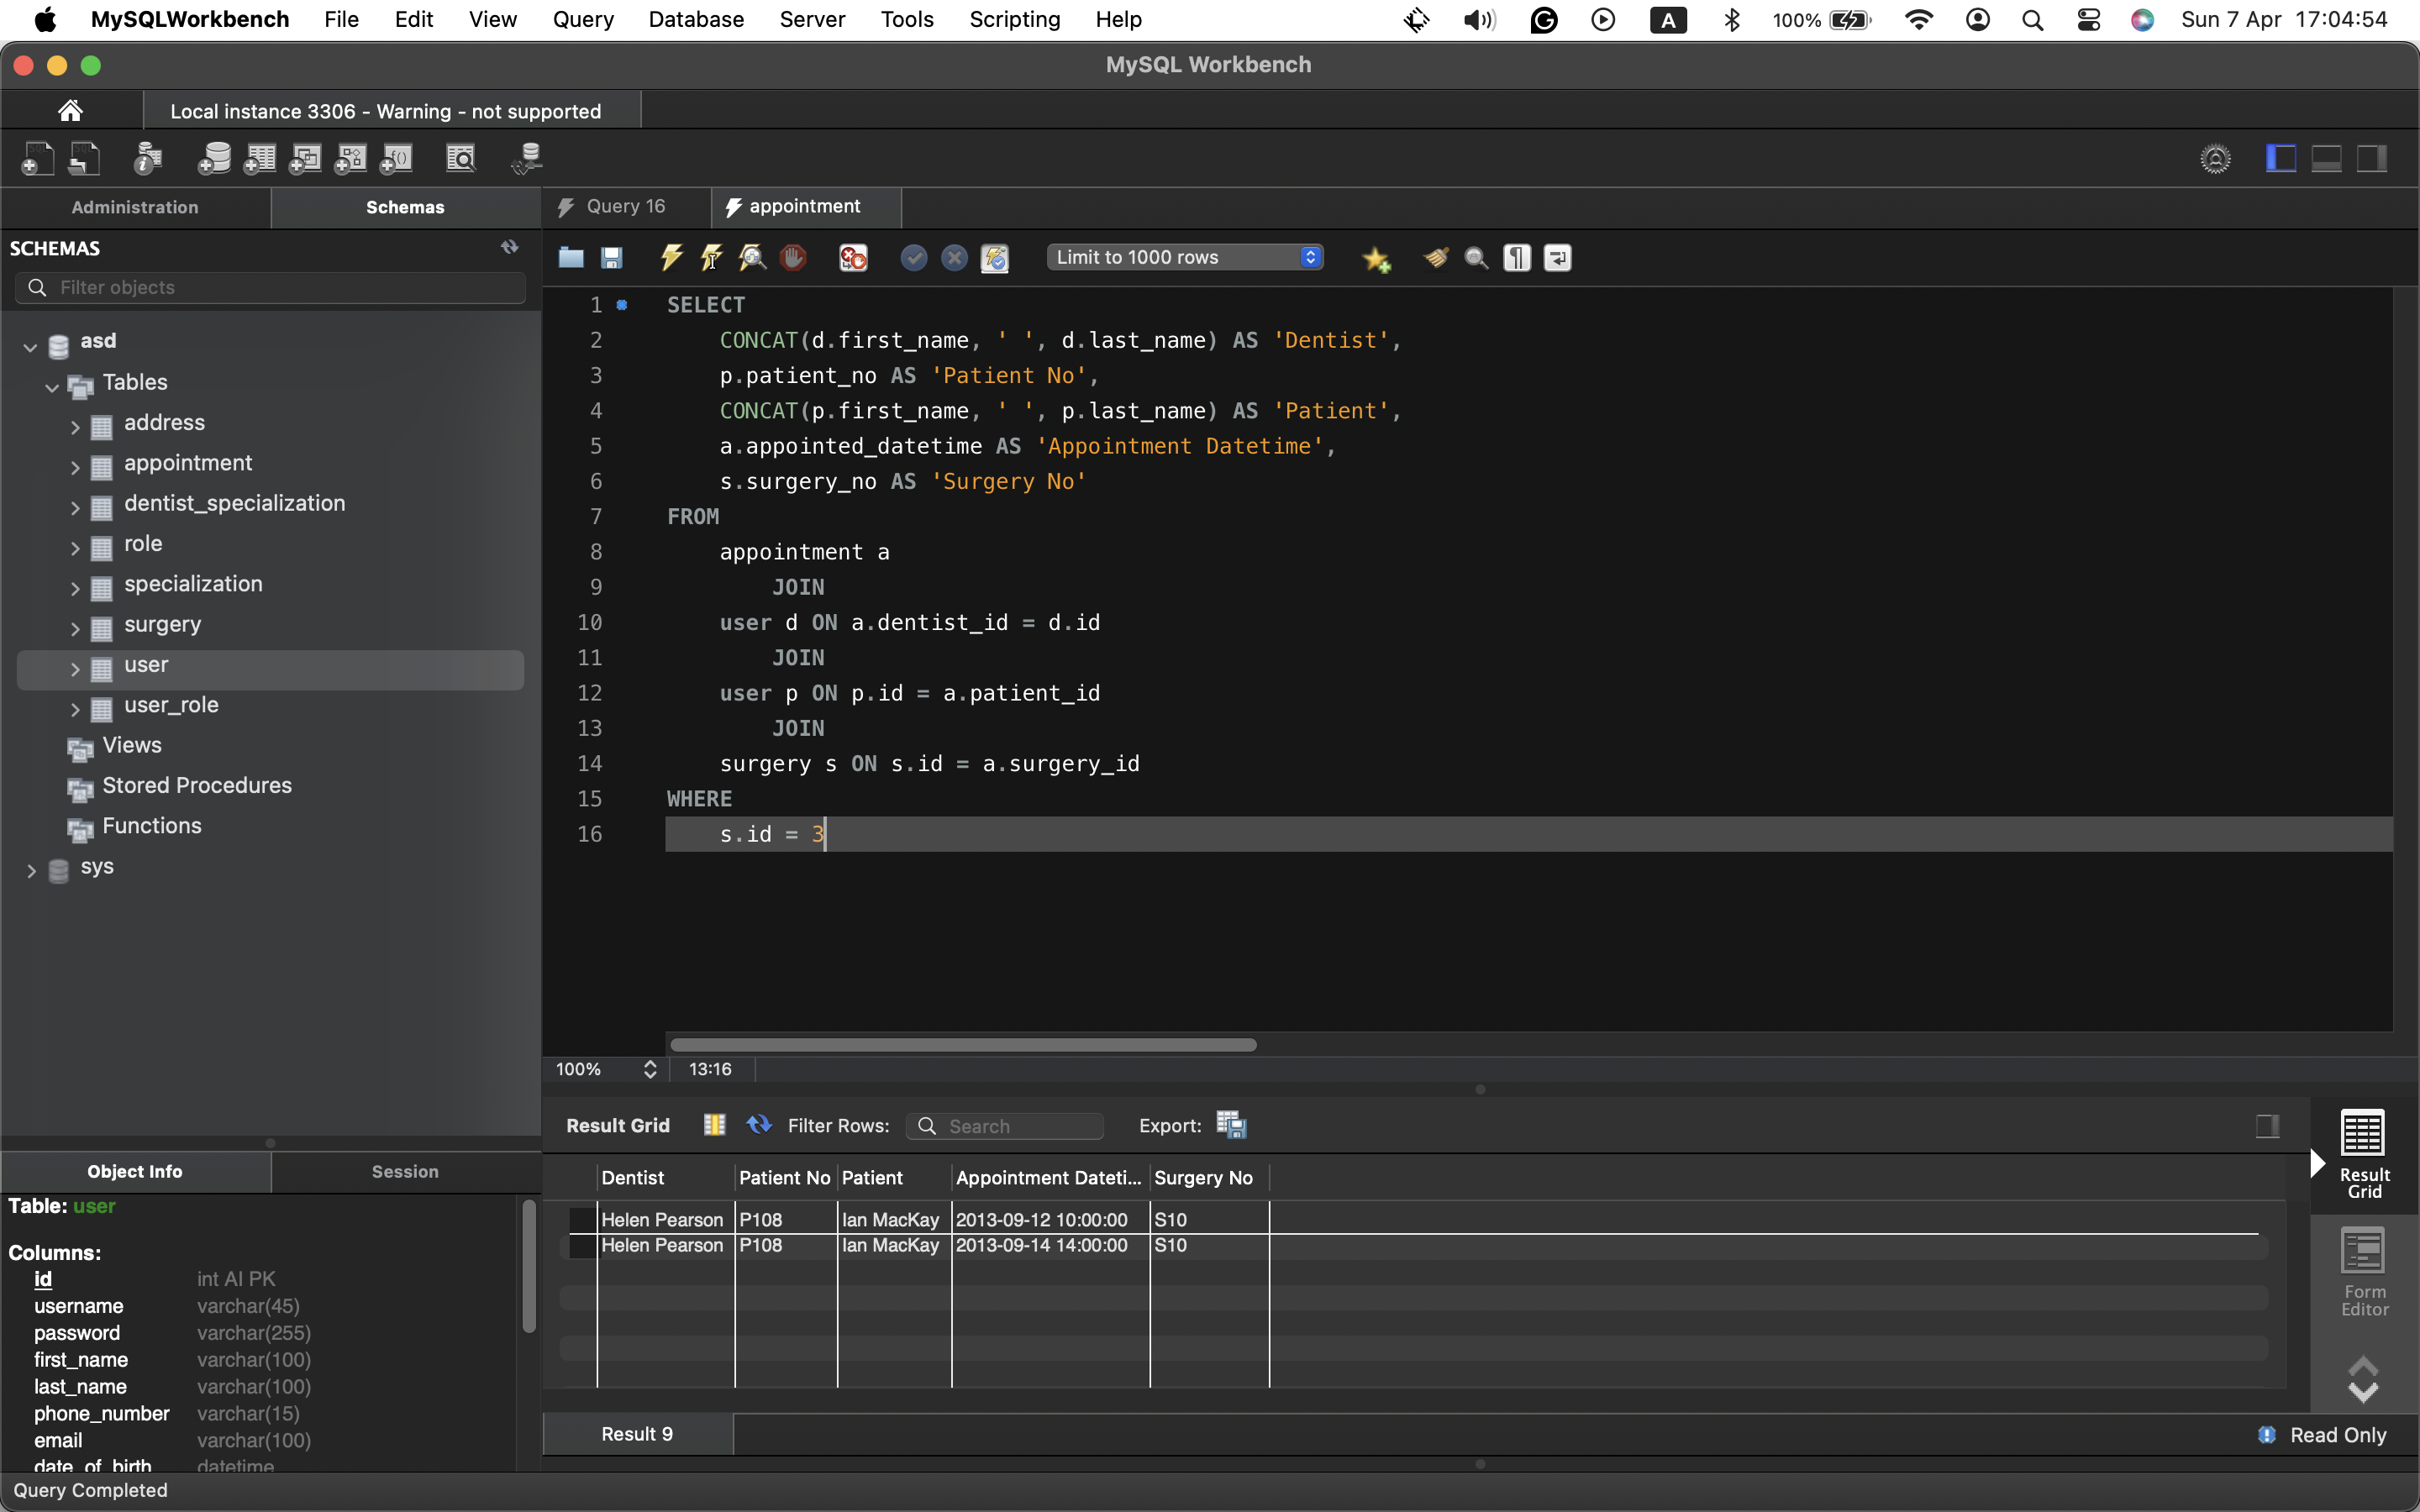 MySQLWorkbench File Edit View Query Database Server Tools Scripting Help A 100% Sun 7 Apr 17:04:54
MySQL Workbench
Local instance 3306 - Warning - not supported
Administration Schemas
Query 16 appointment
SCHEMAS
Limit to 1000 rows
Filter objects
asd
Tables
address
appointment
dentist_specialization
role
specialization
surgery
user
user_role
Views
Stored Procedures
Functions
sys
1 SELECT
2 CONCAT(d.first_name, ' ', d.last_name) AS 'Dentist',
3 p.patient_no AS 'Patient No',
4 CONCAT(p.first_name, ' ', p.last_name) AS 'Patient',
5 a.appointed_datetime AS 'Appointment Datetime',
6 s.surgery_no AS 'Surgery No'
7 FROM
8 appointment a
9 JOIN
10 user d ON a.dentist_id = d.id
11 JOIN
12 user p ON p.id = a.patient_id
13 JOIN
14 surgery s ON s.id = a.surgery_id
15 WHERE
16 s.id = 3
100% 13:16
Result Grid Filter Rows: Search Export:
Dentist Patient No Patient Appointment Dateti... Surgery No
Helen Pearson P108 Ian MacKay 2013-09-12 10:00:00 S10
Helen Pearson P108 Ian MacKay 2013-09-14 14:00:00 S10
Result
Grid
Form
Editor
Result 9
Read Only
Object Info Session
Table: user
Columns:
id int AI PK
username varchar(45)
password varchar(255)
first_name varchar(100)
last_name varchar(100)
phone_number varchar(15)
email varchar(100)
date_of_birth datetime
Query Completed